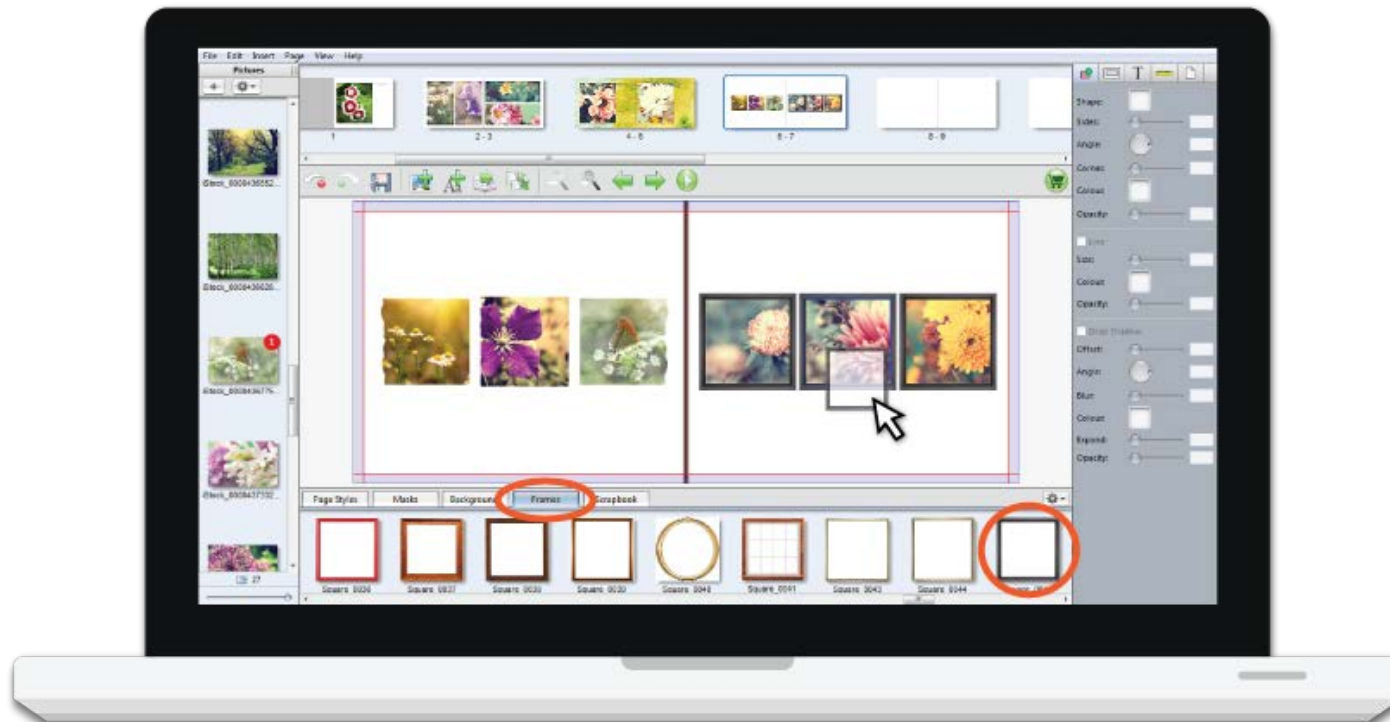 File Edit Insert Page View Help
Pictures
1
2 - 3
4 - 5
6 - 7
8 - 9
T
Shape:
Sides:
Angle:
Corner:
Colour:
Opacity:
Line
Size:
Colour:
Opacity:
Drop Shadow
Offset:
Angle:
Blur:
Colour:
Expand:
Opacity:
1
27
Page Styles Masks Background Frames Scrapbook
Square_0036 Square_0037 Square_0038 Square_0039 Square_0040 Square_0041 Square_0043 Square_0044